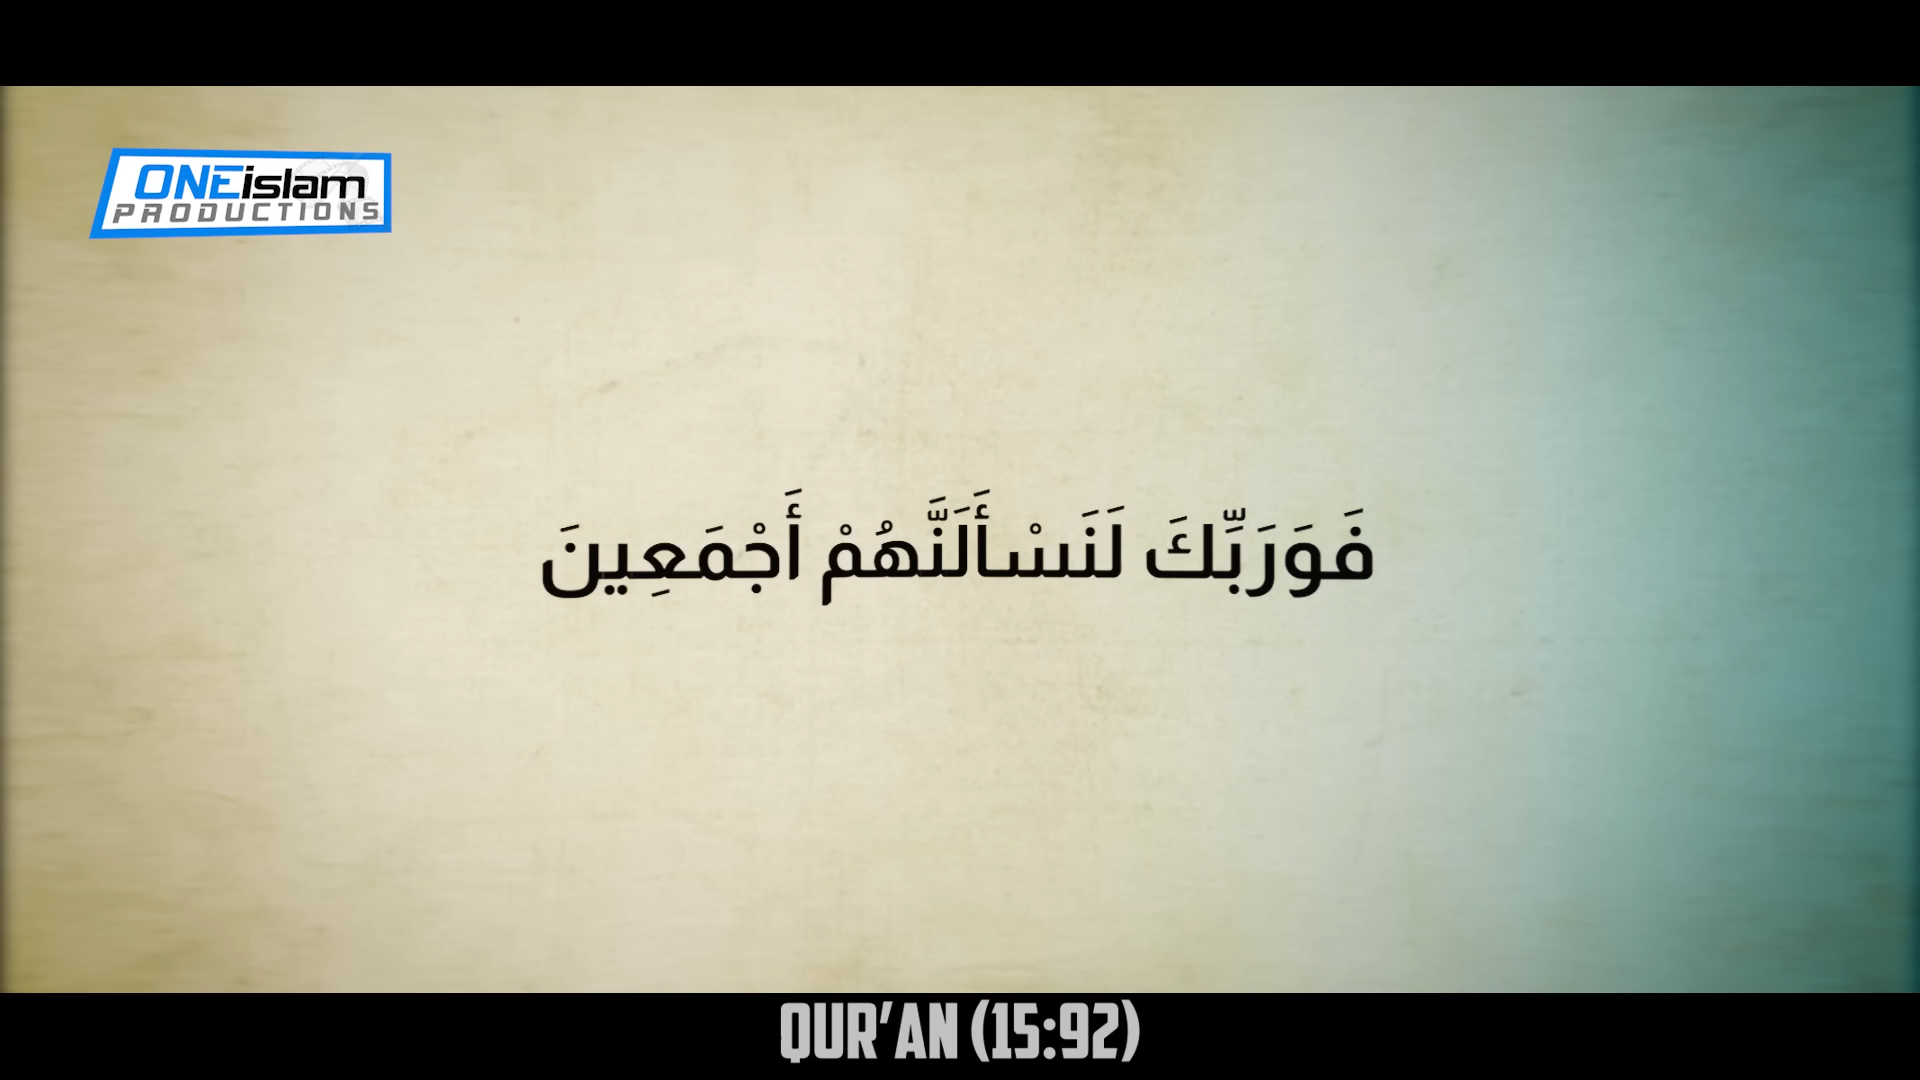 ONEislam
PRODUCTIONS
فَوَرَبِّكَ لَنَسْأَلَنَّهُمْ أَجْمَعِينَ
QUR'AN (15:92)